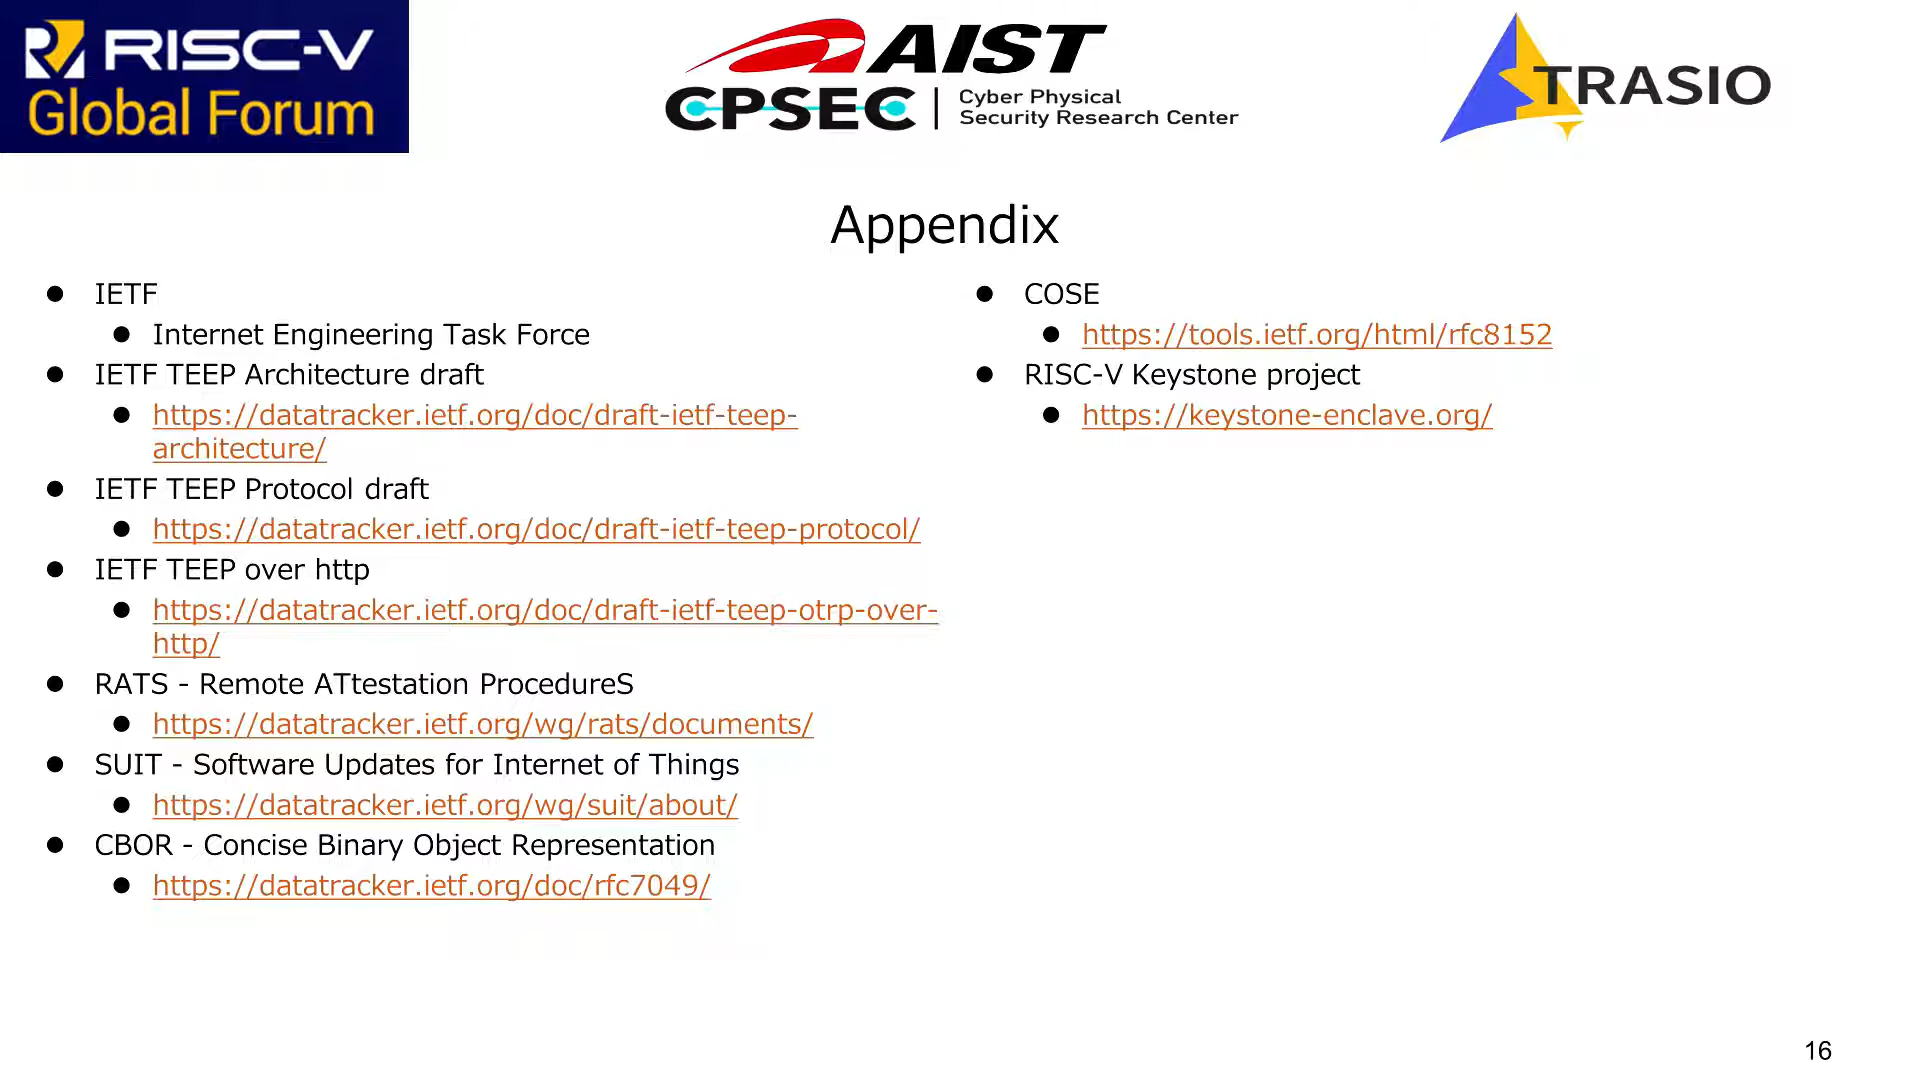 RISC-V
Global Forum
AIST
CPSEC
Cyber Physical
Security Research Center
TRASIO
Appendix
● IETF
● Internet Engineering Task Force
● IETF TEEP Architecture draft
● https://datatracker.ietf.org/doc/draft-ietf-teep-
architecture/
● IETF TEEP Protocol draft
● https://datatracker.ietf.org/doc/draft-ietf-teep-protocol/
● IETF TEEP over http
● https://datatracker.ietf.org/doc/draft-ietf-teep-otrp-over-
http/
● RATS - Remote ATtestation ProcedureS
● https://datatracker.ietf.org/wg/rats/documents/
● SUIT - Software Updates for Internet of Things
● https://datatracker.ietf.org/wg/suit/about/
● CBOR - Concise Binary Object Representation
● https://datatracker.ietf.org/doc/rfc7049/
● COSE
● https://tools.ietf.org/html/rfc8152
● RISC-V Keystone project
● https://keystone-enclave.org/
16